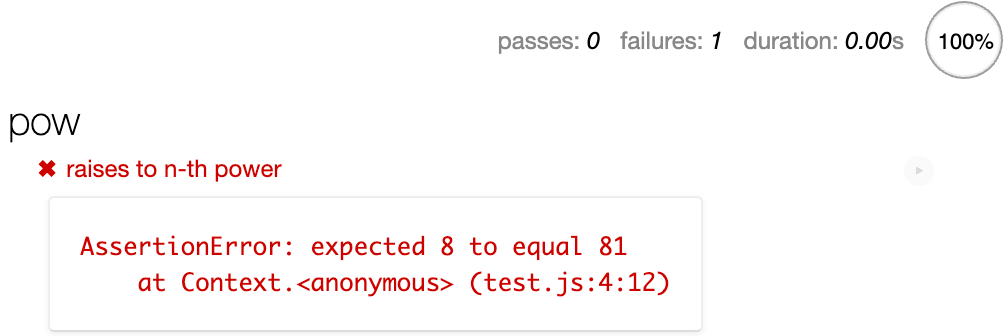 passes: 0 failures: 1 duration: 0.00s 100%
pow
✖ raises to n-th power
AssertionError: expected 8 to equal 81
at Context.<anonymous> (test.js:4:12)